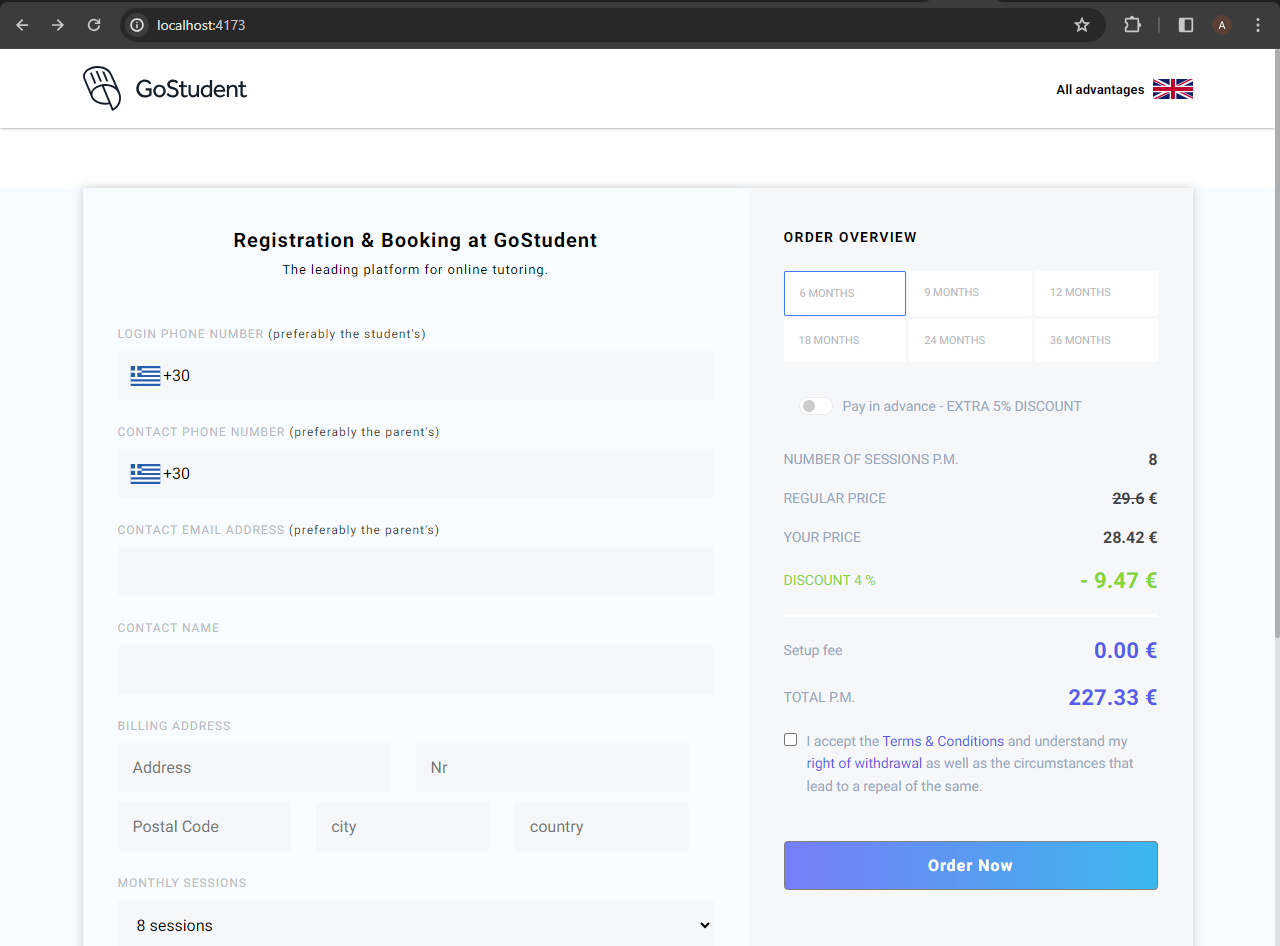 localhost:4173
A
GoStudent
All advantages
Registration & Booking at GoStudent
The leading platform for online tutoring.
LOGIN PHONE NUMBER (preferably the student's)
+30
CONTACT PHONE NUMBER (preferably the parent's)
+30
CONTACT EMAIL ADDRESS (preferably the parent's)
CONTACT NAME
BILLING ADDRESS
Address Nr
Postal Code city country
MONTHLY SESSIONS
8 sessions
ORDER OVERVIEW
6 MONTHS 9 MONTHS 12 MONTHS
18 MONTHS 24 MONTHS 36 MONTHS
Pay in advance - EXTRA 5% DISCOUNT
NUMBER OF SESSIONS P.M. 8
REGULAR PRICE 29.6 €
YOUR PRICE 28.42 €
DISCOUNT 4 % - 9.47 €
Setup fee 0.00 €
TOTAL P.M. 227.33 €
I accept the Terms & Conditions and understand my
right of withdrawal as well as the circumstances that
lead to a repeal of the same.
Order Now